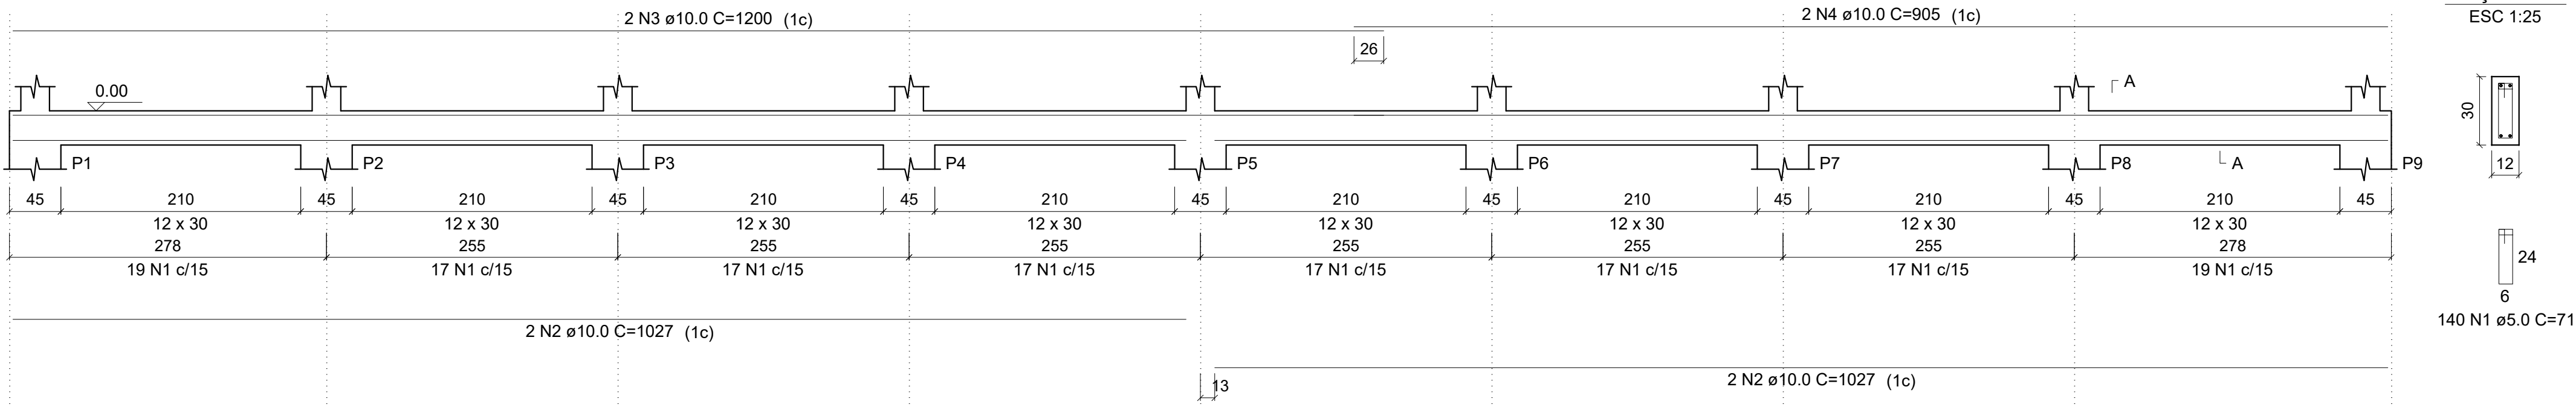 2 N3 ø10.0 C=1200 (1c)
2 N4 ø10.0 C=905 (1c)
ESC 1:25
26
0.00
A
30
P1 P2 P3 P4 P5 P6 P7 P8 A P9
12
45 210 45 210 45 210 45 210 45 210 45 210 45 210 45 210 45
12 x 30 12 x 30 12 x 30 12 x 30 12 x 30 12 x 30 12 x 30 12 x 30
278 255 255 255 255 255 255 278
19 N1 c/15 17 N1 c/15 17 N1 c/15 17 N1 c/15 17 N1 c/15 17 N1 c/15 17 N1 c/15 19 N1 c/15
24
6
140 N1 ø5.0 C=71
2 N2 ø10.0 C=1027 (1c)
13
2 N2 ø10.0 C=1027 (1c)